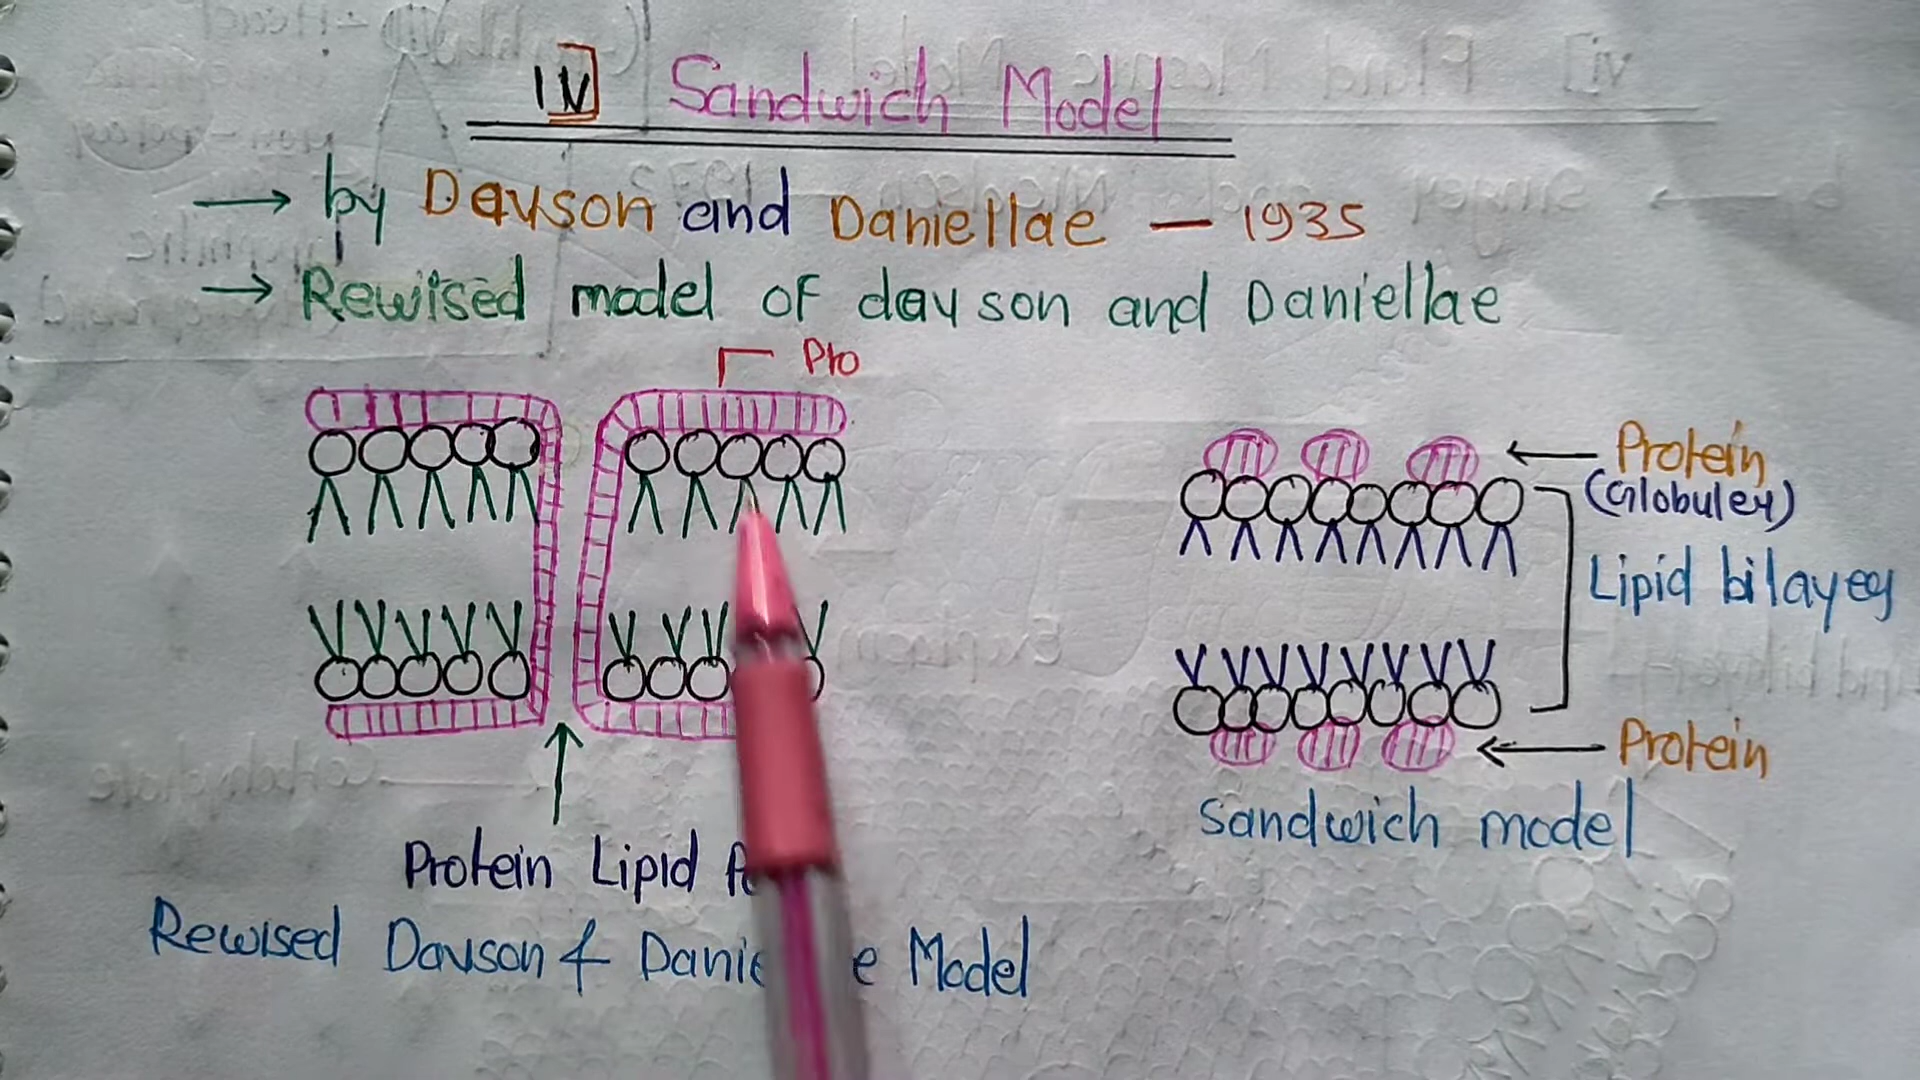 IV Sandwich Model
→ by Davson and Daniellae — 1935
→ Rewised model of davson and Daniellae
Pro
Protein
(Globuler)
Lipid bilayer
Protein
Sandwich model
Protein Lipid
Rewised Davson & Model